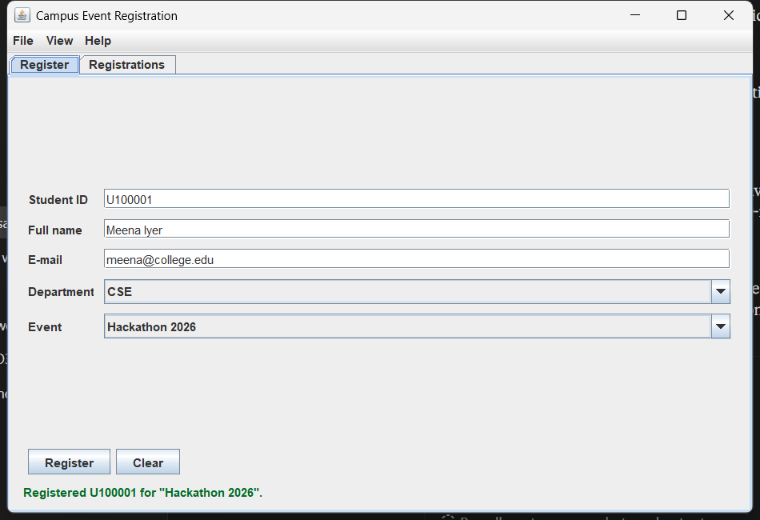 Campus Event Registration
File View Help
Register Registrations
Student ID U100001
Full name Meena Iyer
E-mail meena@college.edu
Department CSE
Event Hackathon 2026
Register Clear
Registered U100001 for "Hackathon 2026".